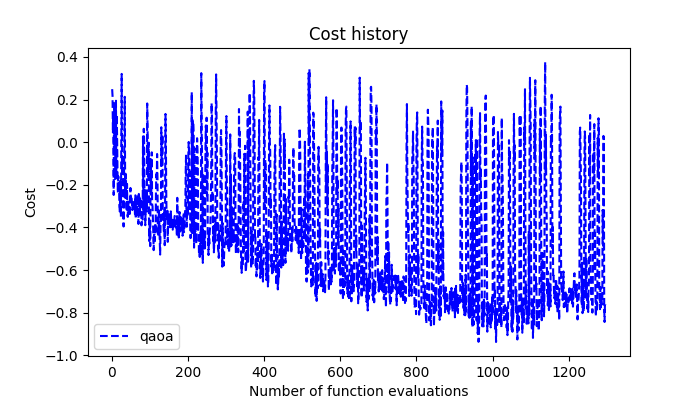 Cost history
0.4
0.2
0.0
−0.2
−0.4
−0.6
−0.8
−1.0
Cost
qaoa
0 200 400 600 800 1000 1200
Number of function evaluations